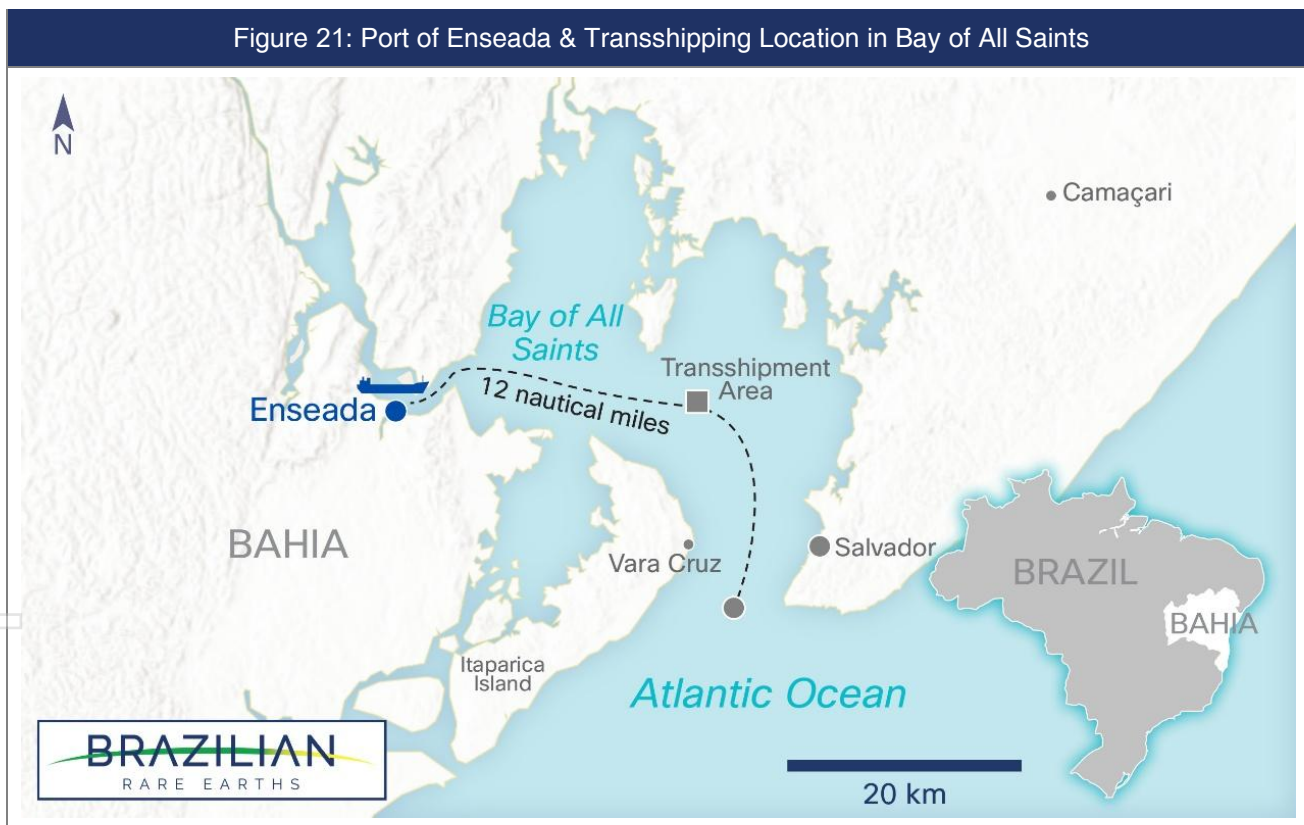 Figure 21: Port of Enseada & Transshipping Location in Bay of All Saints
N
Camaçari
Bay of All
Saints
Transshipment
Area
12 nautical miles
Enseada
BAHIA
Vara Cruz
Salvador
BRAZIL
BAHIA
Itaparica
Island
Atlantic Ocean
BRAZILIAN
RARE EARTHS
20 km